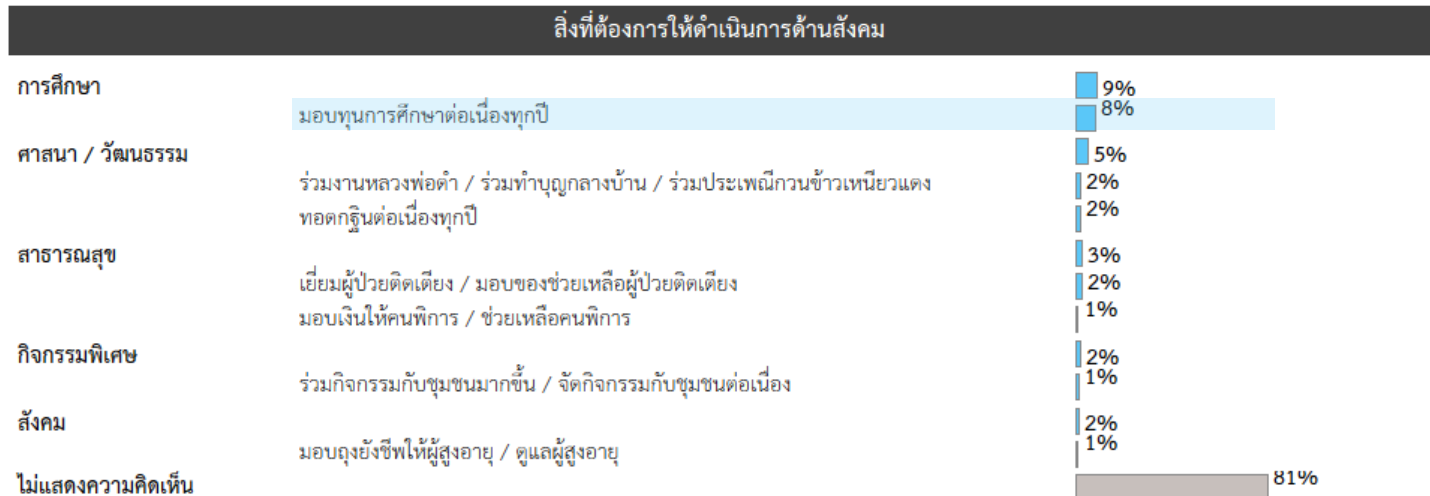 สิ่งที่ต้องการให้ดำเนินการด้านสังคม
การศึกษา 9%
มอบทุนการศึกษาต่อเนื่องทุกปี 8%
ศาสนา / วัฒนธรรม 5%
ร่วมงานหลวงพ่อดำ / ร่วมทำบุญกลางบ้าน / ร่วมประเพณีกวนข้าวเหนียวแดง 2%
ทอดกฐินต่อเนื่องทุกปี 2%
สาธารณสุข 3%
เยี่ยมผู้ป่วยติดเตียง / มอบของช่วยเหลือผู้ป่วยติดเตียง 2%
มอบเงินให้คนพิการ / ช่วยเหลือคนพิการ 1%
กิจกรรมพิเศษ 2%
ร่วมกิจกรรมกับชุมชนมากขึ้น / จัดกิจกรรมกับชุมชนต่อเนื่อง 1%
สังคม 2%
มอบถุงยังชีพให้ผู้สูงอายุ / ดูแลผู้สูงอายุ 1%
ไม่แสดงความคิดเห็น 81%